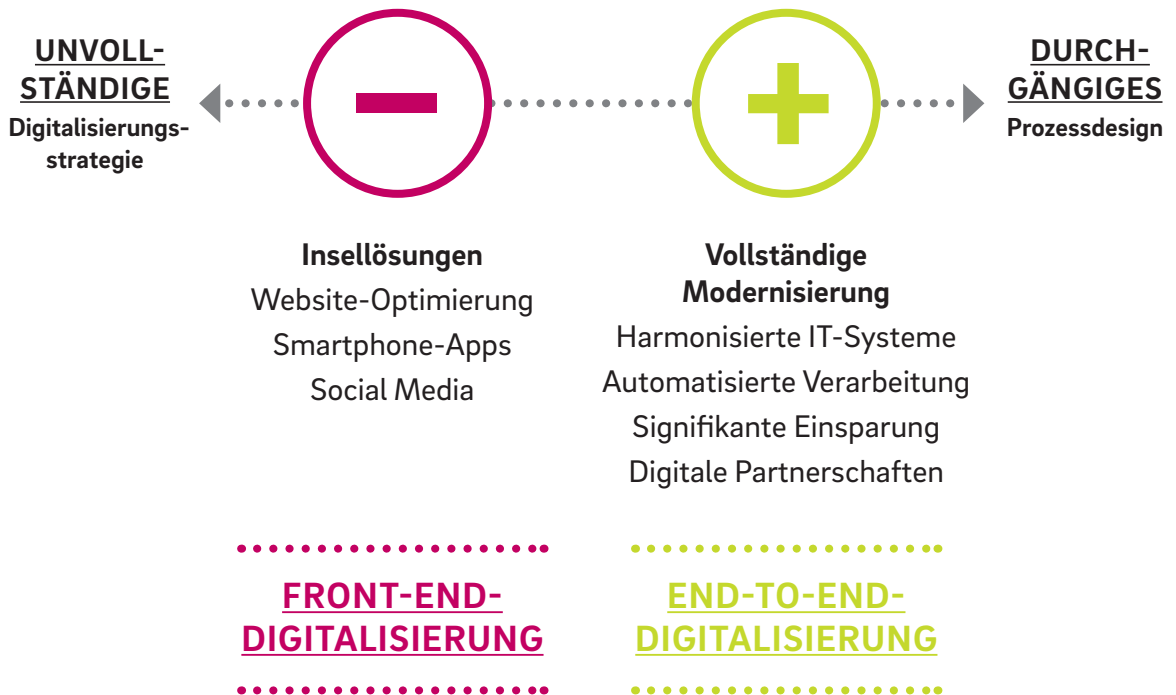 UNVOLL-
STÄNDIGE
Digitalisierungs-
strategie
DURCH-
GÄNGIGES
Prozessdesign
Insellösungen
Website-Optimierung
Smartphone-Apps
Social Media
Vollständige
Modernisierung
Harmonisierte IT-Systeme
Automatisierte Verarbeitung
Signifikante Einsparung
Digitale Partnerschaften
FRONT-END-
DIGITALISIERUNG
END-TO-END-
DIGITALISIERUNG